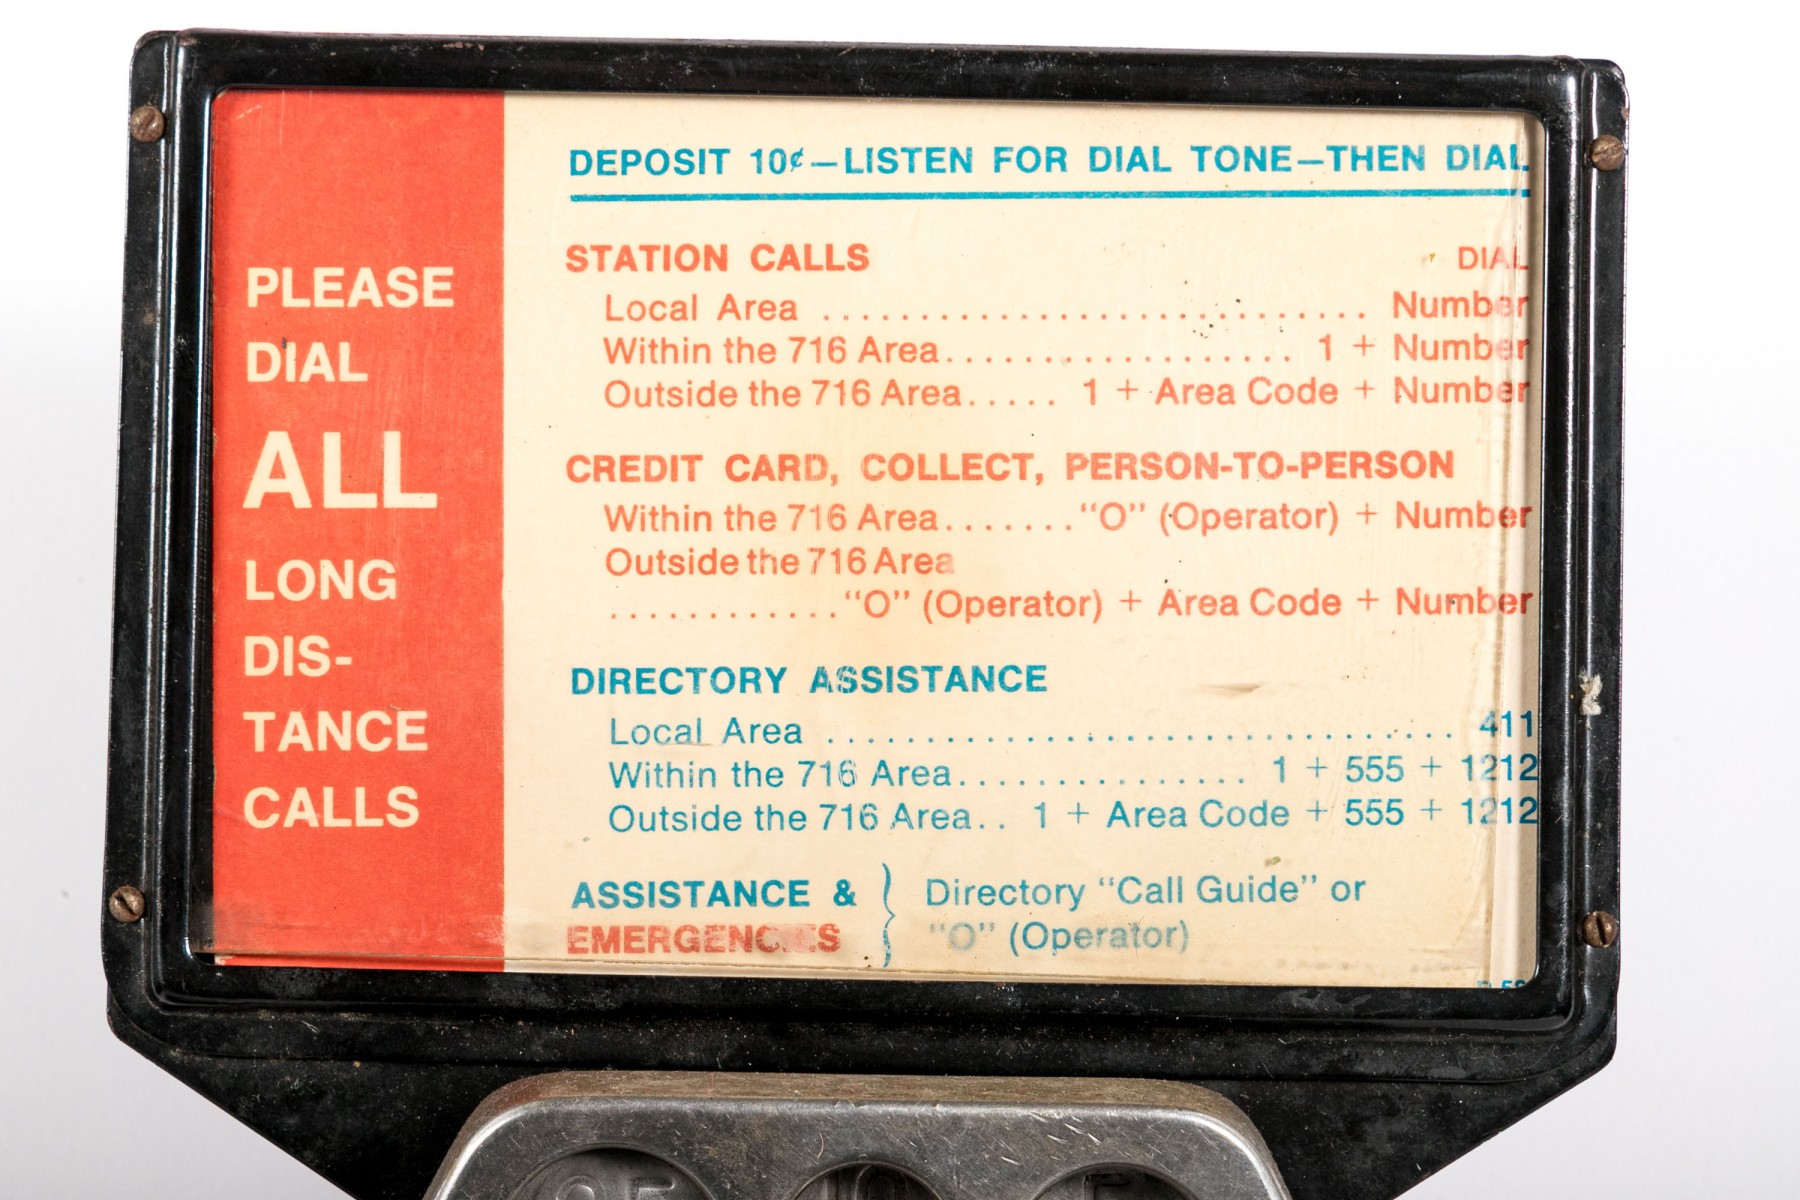 PLEASE
DIAL
ALL
LONG
DIS-
TANCE
CALLS
DEPOSIT 10¢—LISTEN FOR DIAL TONE—THEN DIAL
STATION CALLS DIAL
Local Area ............................ Number
Within the 716 Area.................. 1 + Number
Outside the 716 Area..... 1 + Area Code + Number
CREDIT CARD, COLLECT, PERSON-TO-PERSON
Within the 716 Area......."O" (Operator) + Number
Outside the 716 Area
............"O" (Operator) + Area Code + Number
DIRECTORY ASSISTANCE
Local Area ................................ 411
Within the 716 Area............... 1 + 555 + 1212
Outside the 716 Area.. 1 + Area Code + 555 + 1212
ASSISTANCE & } Directory "Call Guide" or
EMERGENCIES "O" (Operator)
25 10 5